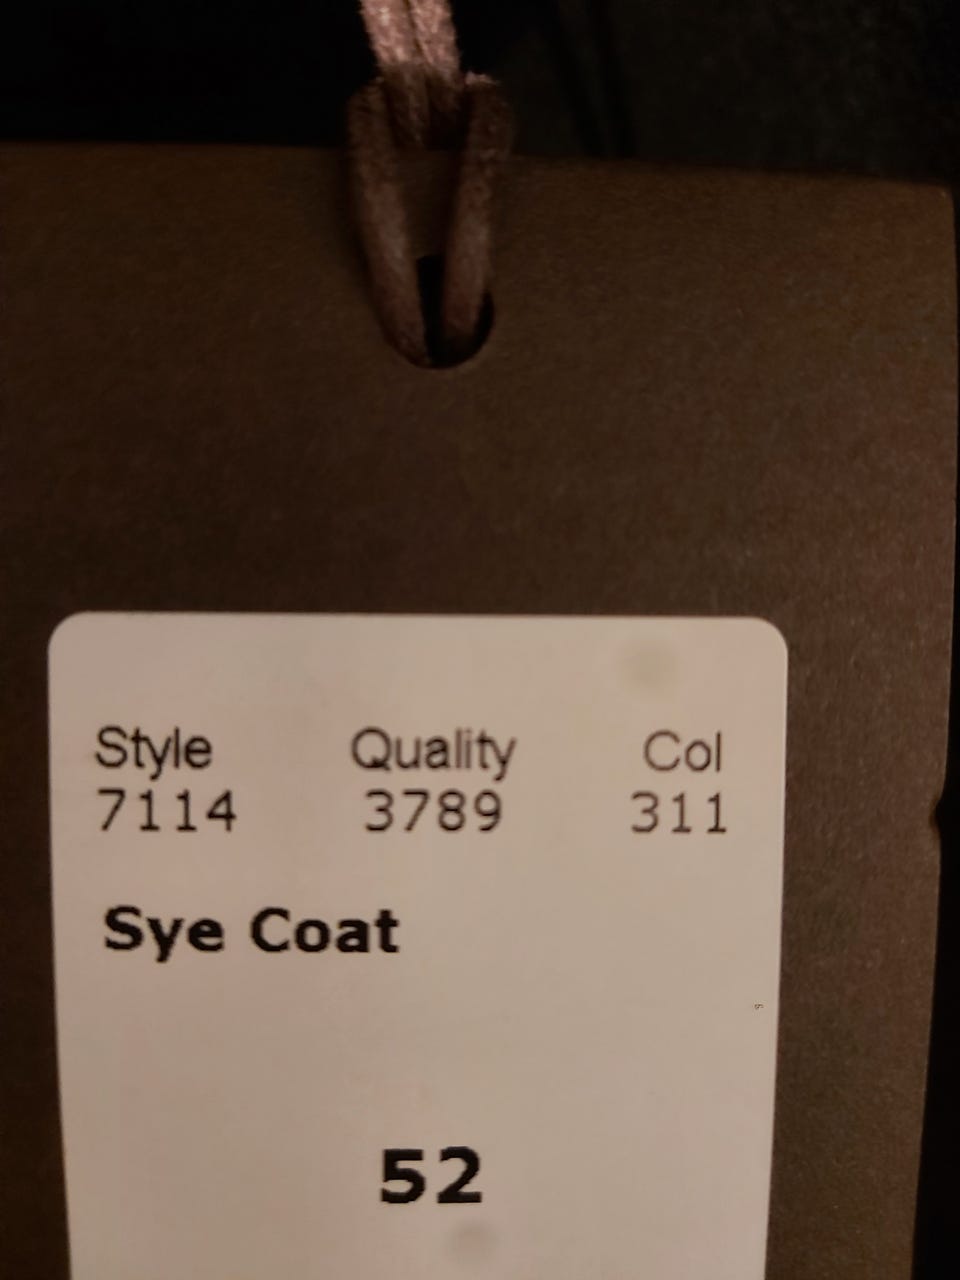 Style Quality Col
7114 3789 311
Sye Coat
52